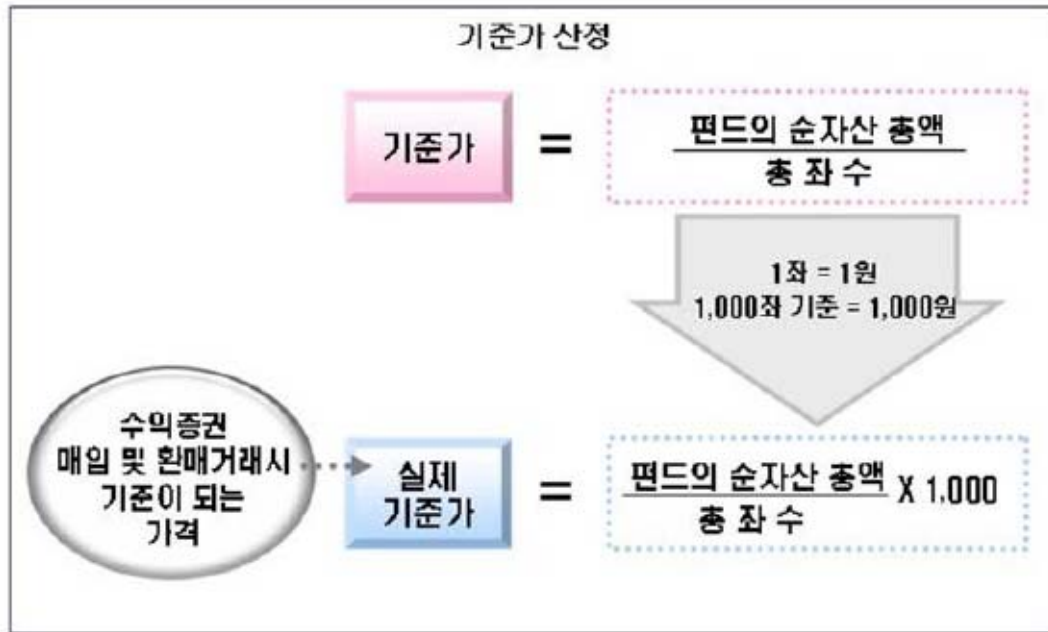 기준가 산정
기준가 = 펀드의 순자산 총액
총 좌 수
1좌 = 1원
1,000좌 기준 = 1,000원
수익증권
매입 및 환매거래시
기준이 되는
가격
실제
기준가
= 펀드의 순자산 총액 X 1,000
총 좌 수